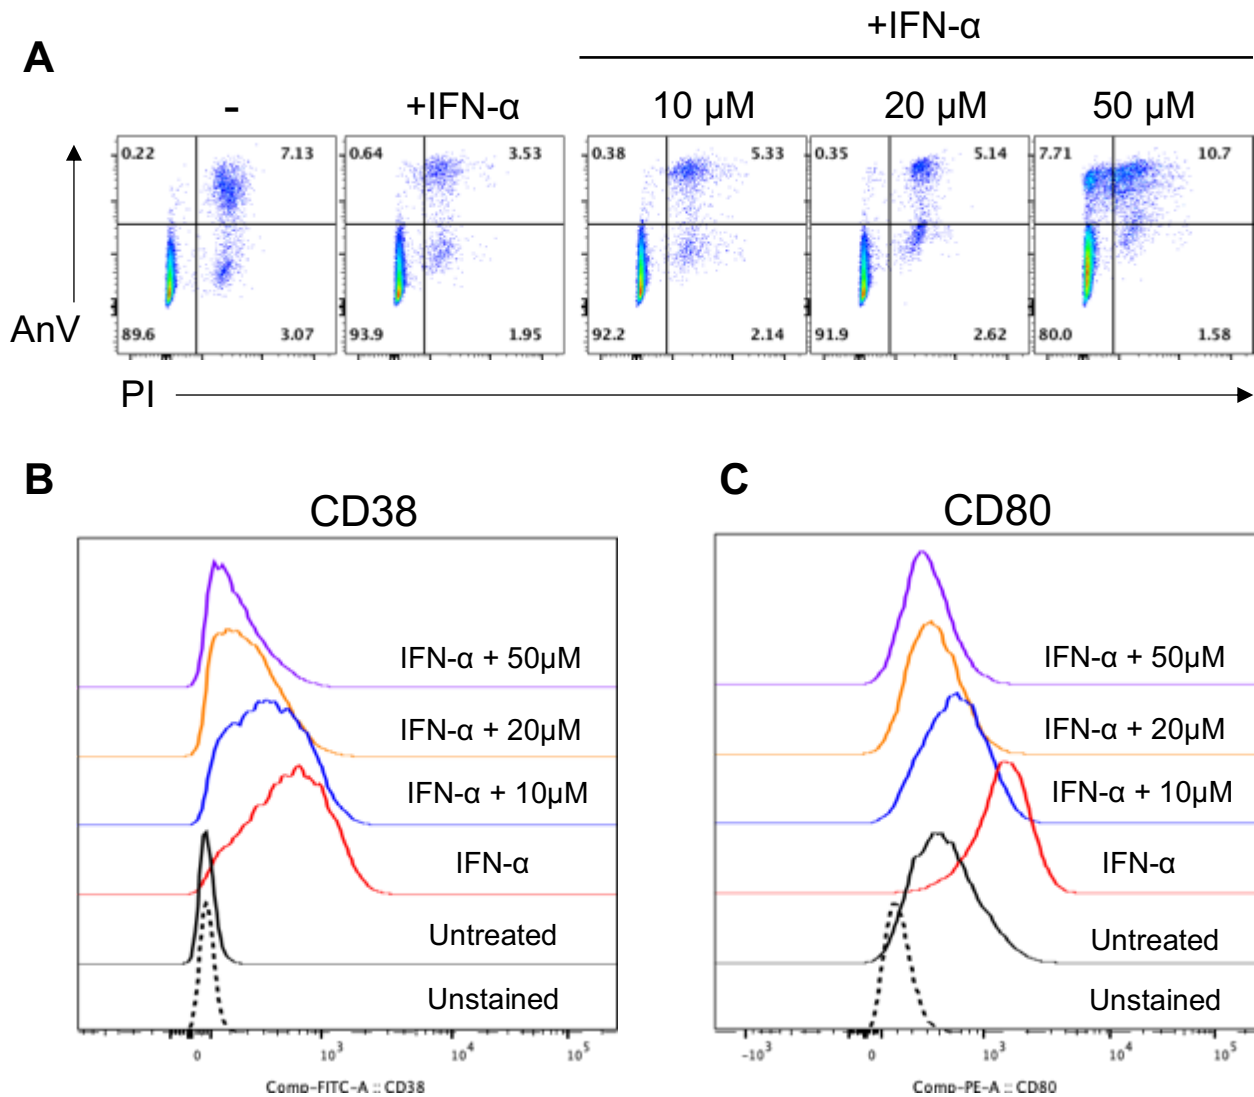 A
+IFN-α
-
+IFN-α
10 μM
20 μM
50 μM
0.22 7.13
0.64 3.53
0.38 5.33
0.35 5.14
7.71 10.7
AnV
89.6 3.07
93.9 1.95
92.2 2.14
91.9 2.62
80.0 1.58
PI
B
CD38
IFN-α + 50μM
IFN-α + 20μM
IFN-α + 10μM
IFN-α
Untreated
Unstained
0 10³ 10⁴ 10⁵
Comp-FITC-A :: CD38
C
CD80
IFN-α + 50μM
IFN-α + 20μM
IFN-α + 10μM
IFN-α
Untreated
Unstained
-10³ 0 10³ 10⁴ 10⁵
Comp-PE-A :: CD80